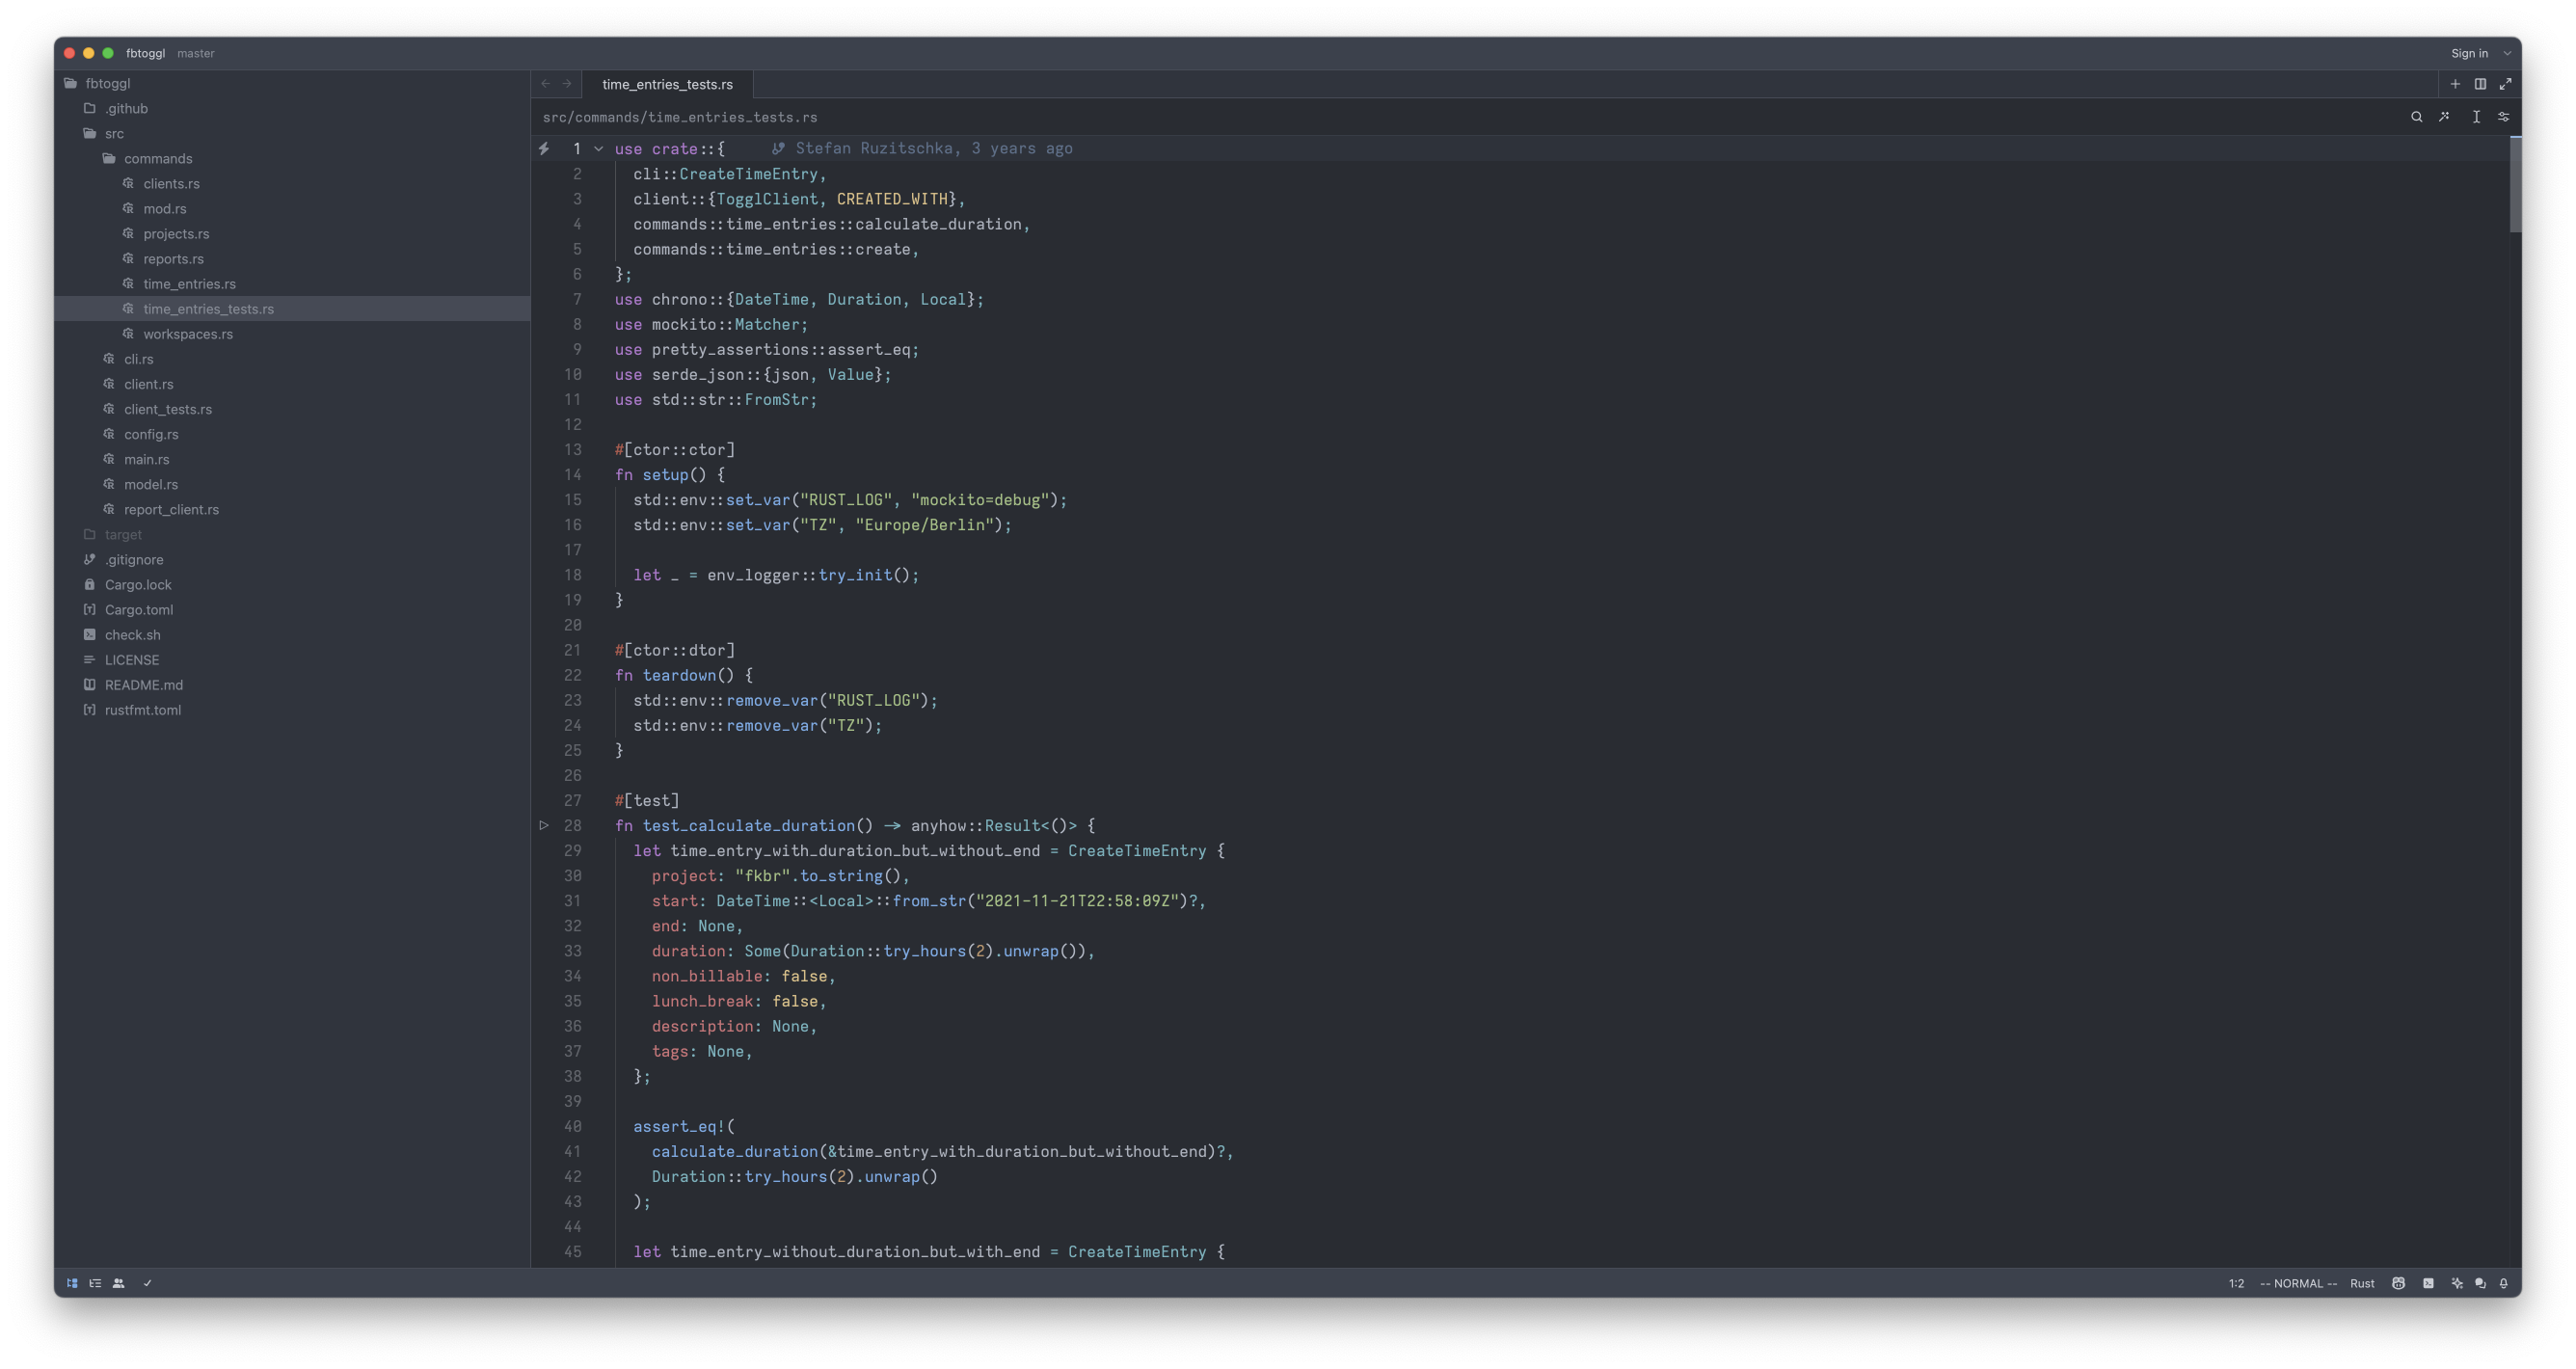 fbtoggl master Sign in
fbtoggl
.github
src
commands
clients.rs
mod.rs
projects.rs
reports.rs
time_entries.rs
time_entries_tests.rs
workspaces.rs
cli.rs
client.rs
client_tests.rs
config.rs
main.rs
model.rs
report_client.rs
target
.gitignore
Cargo.lock
Cargo.toml
check.sh
LICENSE
README.md
rustfmt.toml
time_entries_tests.rs
src/commands/time_entries_tests.rs
1 use crate::{ Stefan Ruzitschka, 3 years ago
2 cli::CreateTimeEntry,
3 client::{TogglClient, CREATED_WITH},
4 commands::time_entries::calculate_duration,
5 commands::time_entries::create,
6 };
7 use chrono::{DateTime, Duration, Local};
8 use mockito::Matcher;
9 use pretty_assertions::assert_eq;
10 use serde_json::{json, Value};
11 use std::str::FromStr;
12
13 #[ctor::ctor]
14 fn setup() {
15 std::env::set_var("RUST_LOG", "mockito=debug");
16 std::env::set_var("TZ", "Europe/Berlin");
17
18 let _ = env_logger::try_init();
19 }
20
21 #[ctor::dtor]
22 fn teardown() {
23 std::env::remove_var("RUST_LOG");
24 std::env::remove_var("TZ");
25 }
26
27 #[test]
28 fn test_calculate_duration() -> anyhow::Result<()> {
29 let time_entry_with_duration_but_without_end = CreateTimeEntry {
30 project: "fkbr".to_string(),
31 start: DateTime::<Local>::from_str("2021-11-21T22:58:09Z")?,
32 end: None,
33 duration: Some(Duration::try_hours(2).unwrap()),
34 non_billable: false,
35 lunch_break: false,
36 description: None,
37 tags: None,
38 };
39
40 assert_eq!(
41 calculate_duration(&time_entry_with_duration_but_without_end)?,
42 Duration::try_hours(2).unwrap()
43 );
44
45 let time_entry_without_duration_but_with_end = CreateTimeEntry {
1:2 -- NORMAL -- Rust